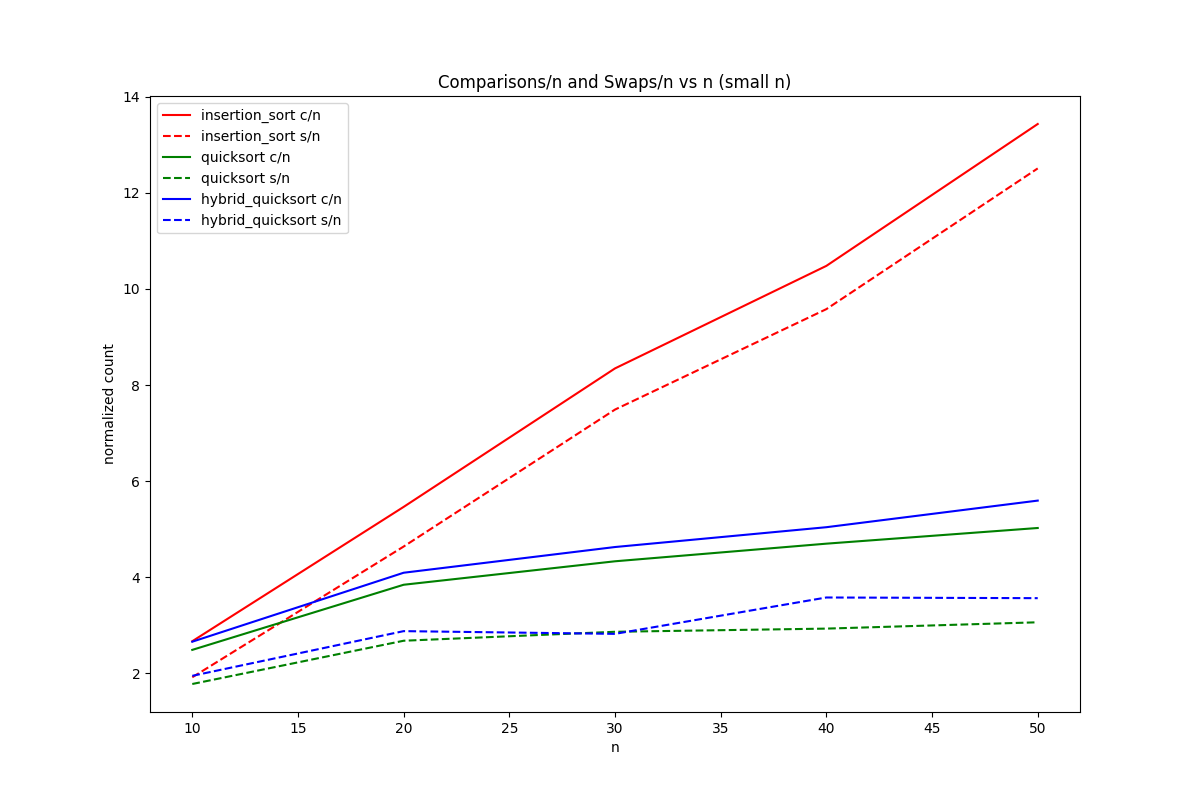 Comparisons/n and Swaps/n vs n (small n)
insertion_sort c/n
insertion_sort s/n
quicksort c/n
quicksort s/n
hybrid_quicksort c/n
hybrid_quicksort s/n
normalized count
14
12
10
8
6
4
2
10 15 20 25 30 35 40 45 50
n